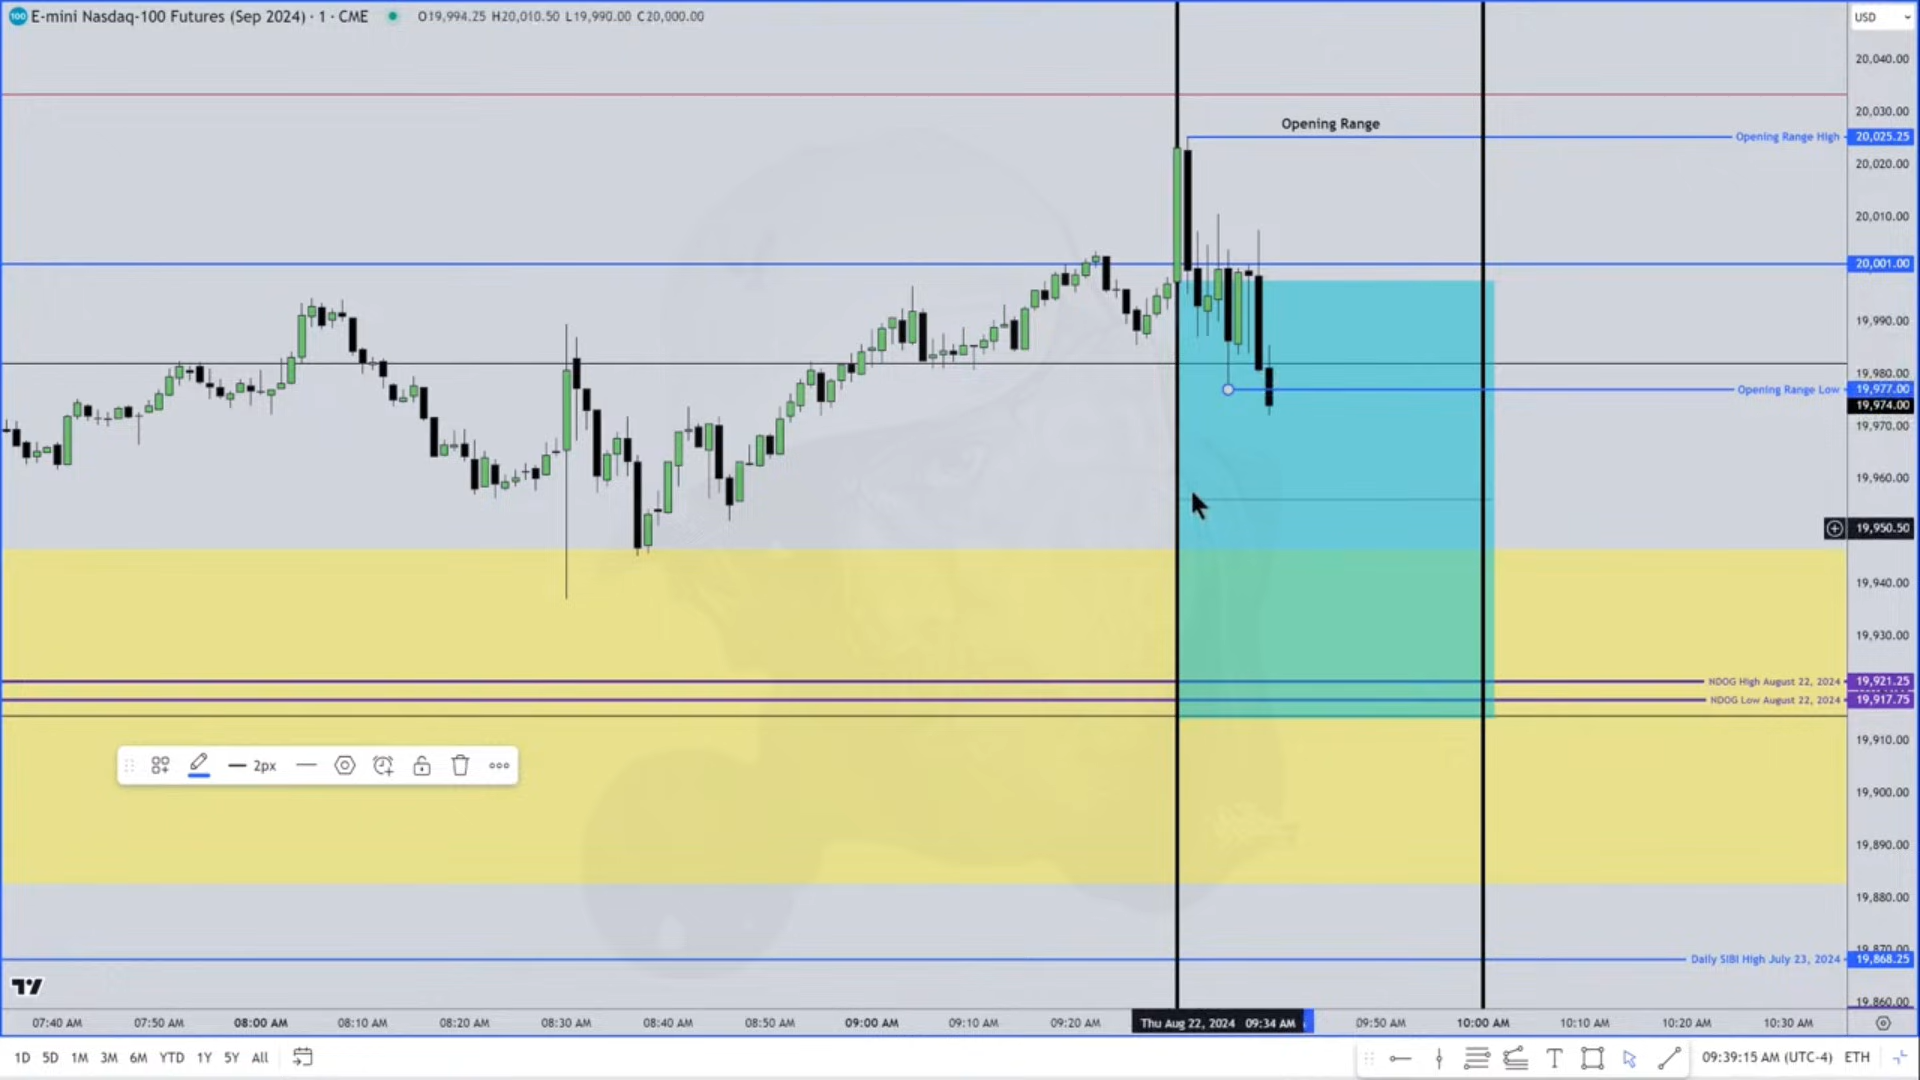 E-mini Nasdaq-100 Futures (Sep 2024) · 1 · CME O19,994.25 H20,010.50 L19,990.00 C20,000.00
USD
20,040.00
20,030.00
Opening Range
Opening Range High 20,025.25
20,020.00
20,010.00
20,001.00
19,990.00
19,980.00
Opening Range Low 19,977.00
19,974.00
19,970.00
19,960.00
19,950.50
19,940.00
19,930.00
NDOG High August 22, 2024 19,921.25
NDOG Low August 22, 2024 19,917.75
19,910.00
2px
19,900.00
19,890.00
19,880.00
19,870.00
Daily SIBI High July 23, 2024 19,868.25
19,860.00
07:40 AM 07:50 AM 08:00 AM 08:10 AM 08:20 AM 08:30 AM 08:40 AM 08:50 AM 09:00 AM 09:10 AM 09:20 AM Thu Aug 22, 2024 09:34 AM 09:50 AM 10:00 AM 10:10 AM 10:20 AM 10:30 AM
1D 5D 1M 3M 6M YTD 1Y 5Y All 09:39:15 AM (UTC-4) ETH